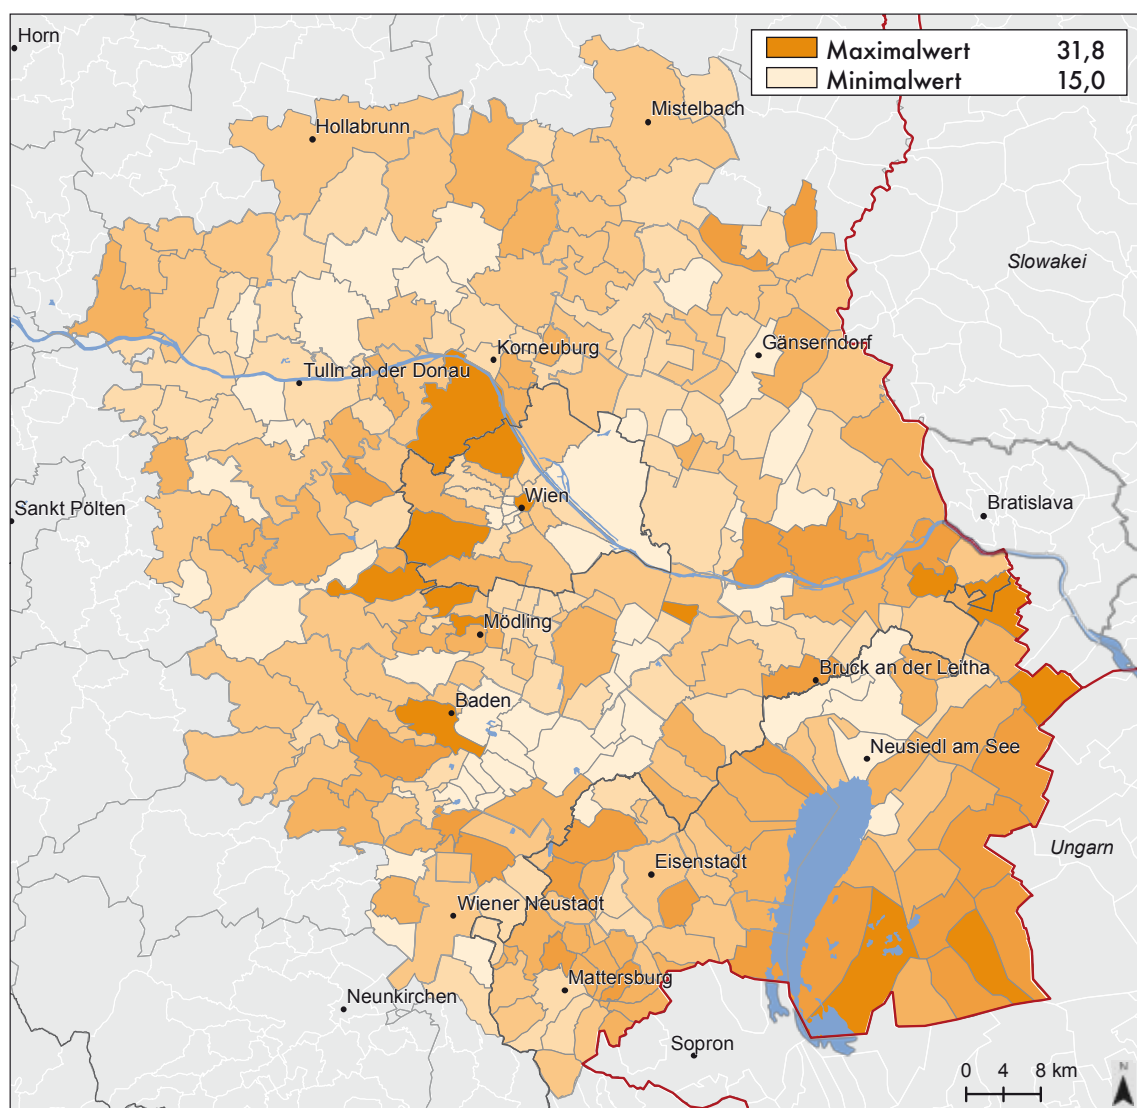 Horn
Maximalwert 31,8
Minimalwert 15,0
Mistelbach
Hollabrunn
Slowakei
Gänserndorf
Korneuburg
Tulln an der Donau
Wien
Bratislava
Sankt Pölten
Mödling
Bruck an der Leitha
Baden
Neusiedl am See
Ungarn
Eisenstadt
Wiener Neustadt
Mattersburg
Neunkirchen
Sopron
0 4 8 km
N